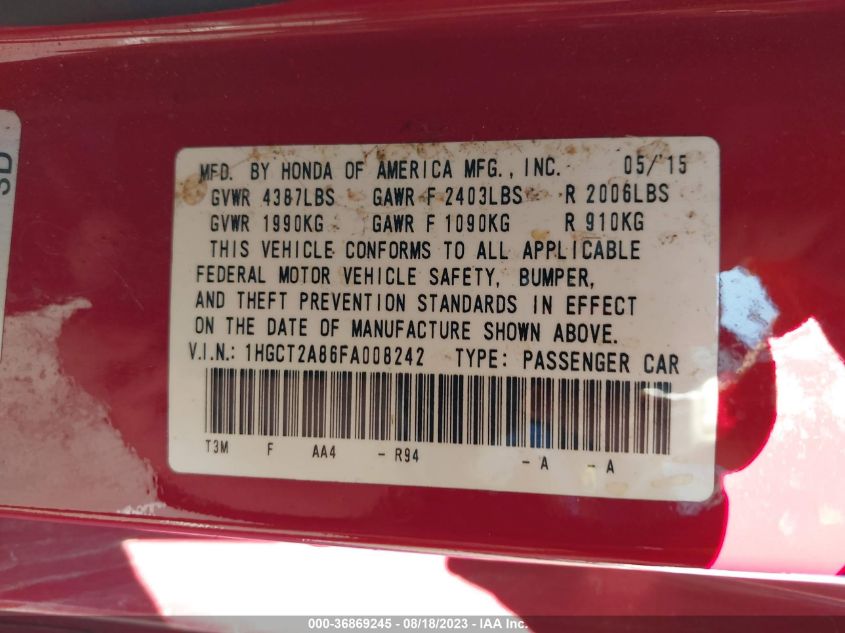 3D
MFD. BY HONDA OF AMERICA MFG., INC. 05/15
GVWR 4387LBS GAWR F 2403LBS R 2006LBS
GVWR 1990KG GAWR F 1090KG R 910KG
THIS VEHICLE CONFORMS TO ALL APPLICABLE
FEDERAL MOTOR VEHICLE SAFETY, BUMPER,
AND THEFT PREVENTION STANDARDS IN EFFECT
ON THE DATE OF MANUFACTURE SHOWN ABOVE.
V.I.N.: 1HGCT2A86FA008242 TYPE: PASSENGER CAR
T3M F AA4 - R94 - A - A
000-36869245 - 08/18/2023 - IAA Inc.